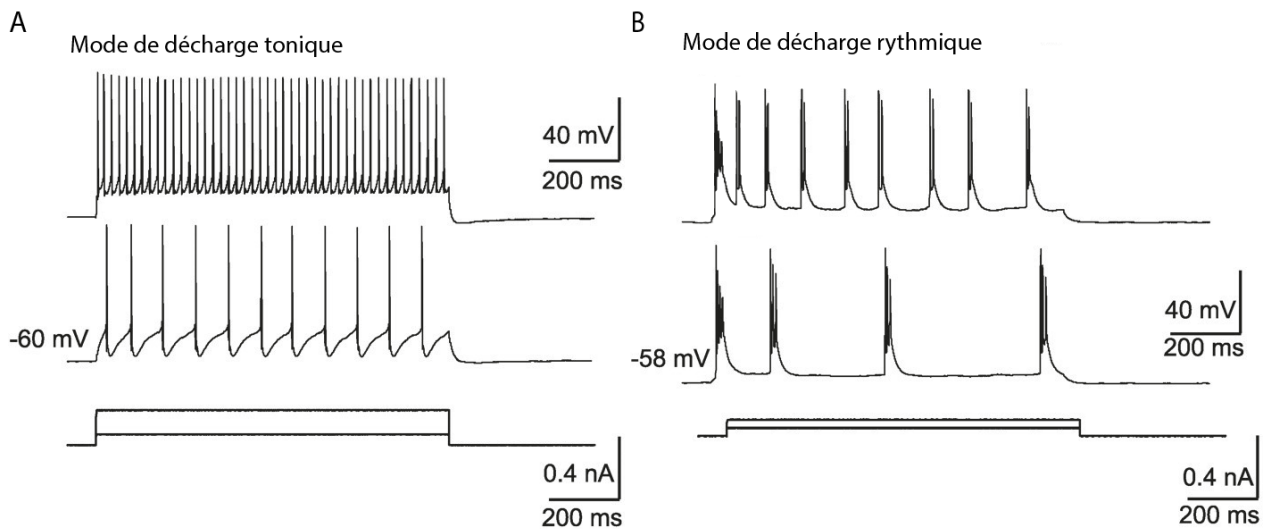 A
Mode de décharge tonique
40 mV
200 ms
-60 mV
0.4 nA
200 ms
B
Mode de décharge rythmique
40 mV
200 ms
-58 mV
0.4 nA
200 ms